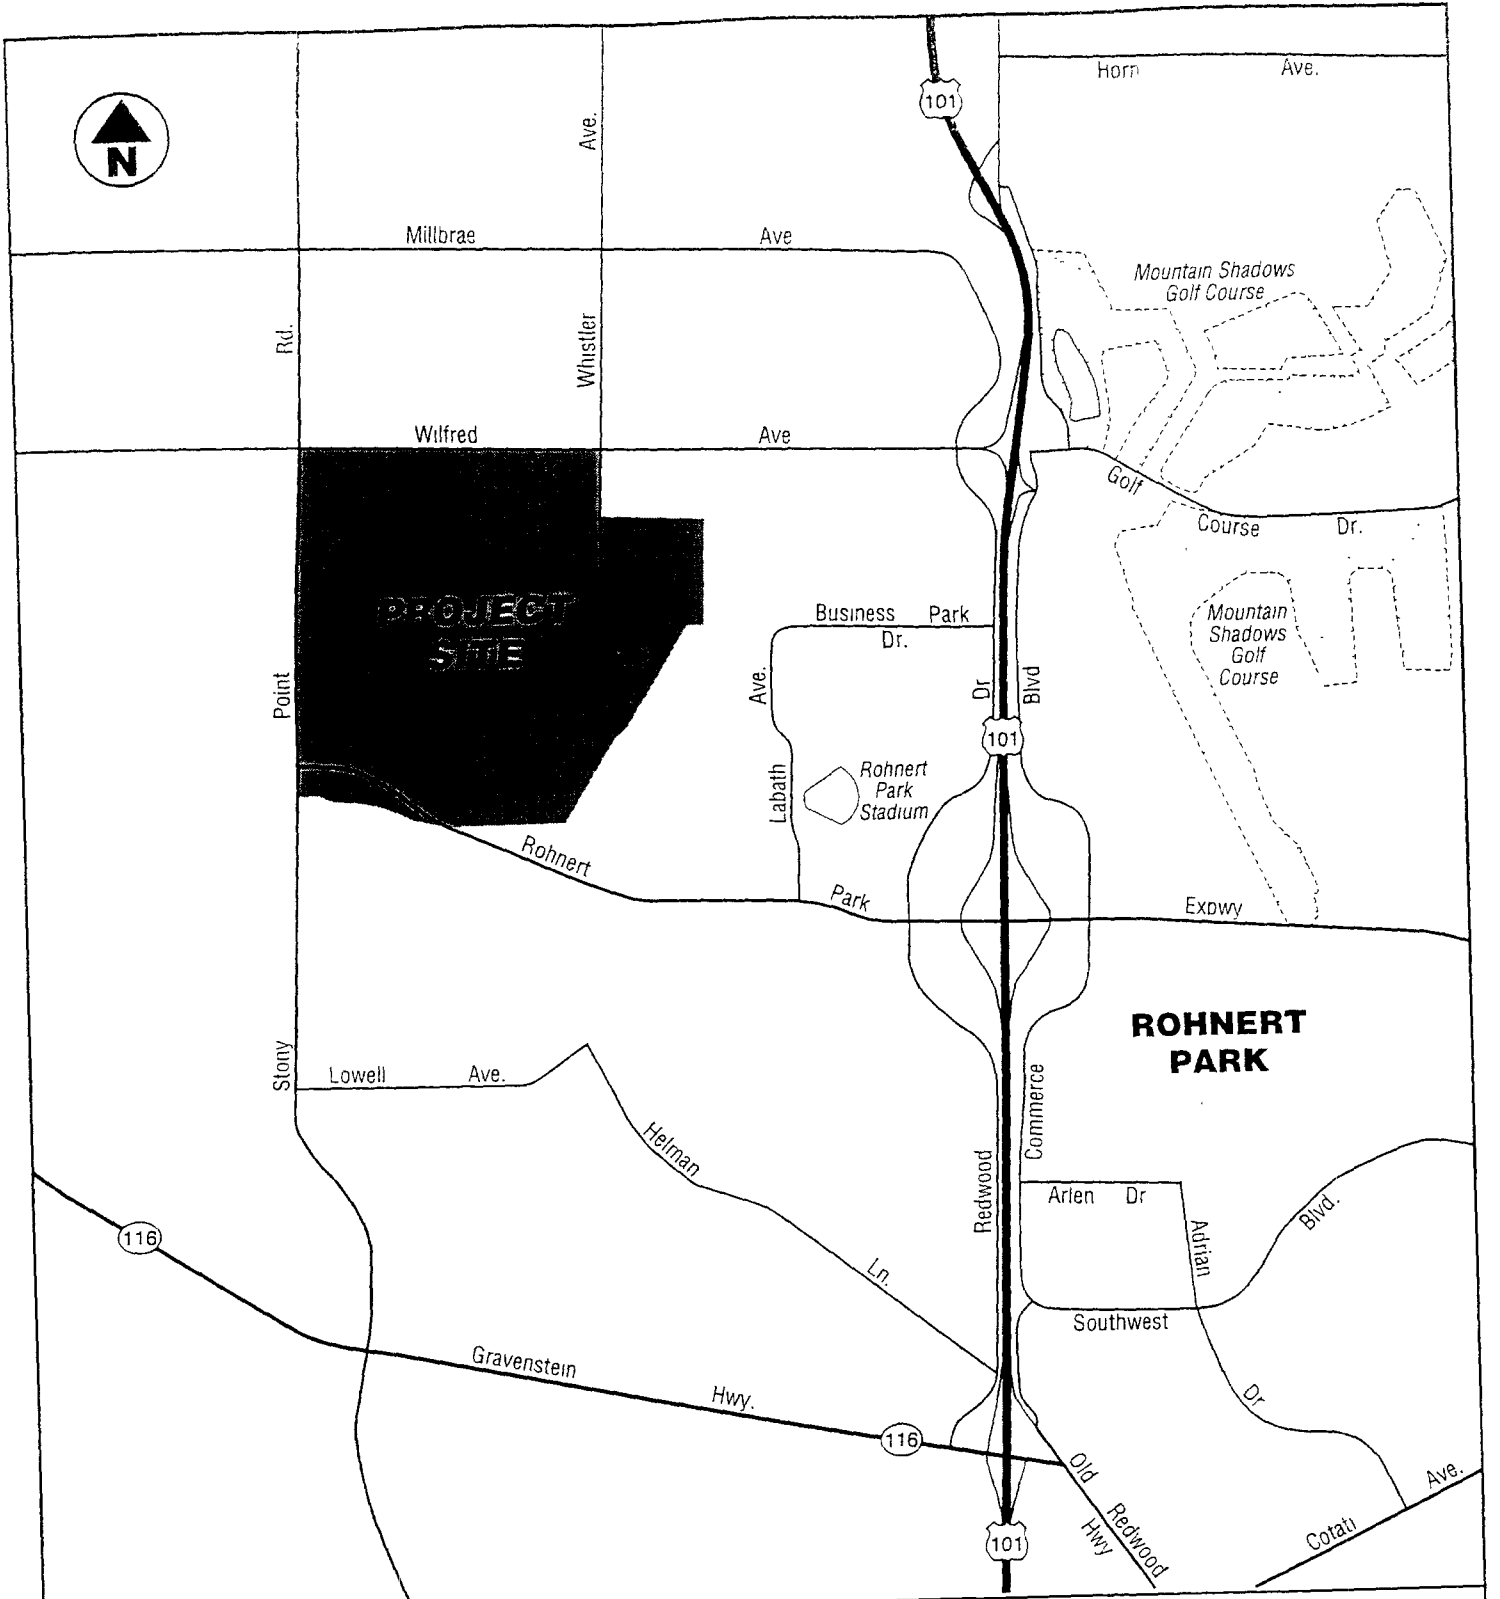 Horn Ave.
101
N
Ave.
Millbrae Ave
Mountain Shadows
Golf Course
Rd.
Whistler
Wilfred Ave
Golf Course Dr.
PROJECT
SITE
Business Park
Dr.
Mountain
Shadows
Golf
Course
Point
Ave.
Dr
Blvd
101
Labath
Rohnert
Park
Stadium
Rohnert Park Expwy
ROHNERT
PARK
Stony
Lowell Ave.
Commerce
Helman Ln.
Redwood
Arlen Dr
Adrian Dr
Blvd.
116
Southwest
Gravenstein Hwy.
116
Old Redwood
Hwy
Cotati Ave.
101